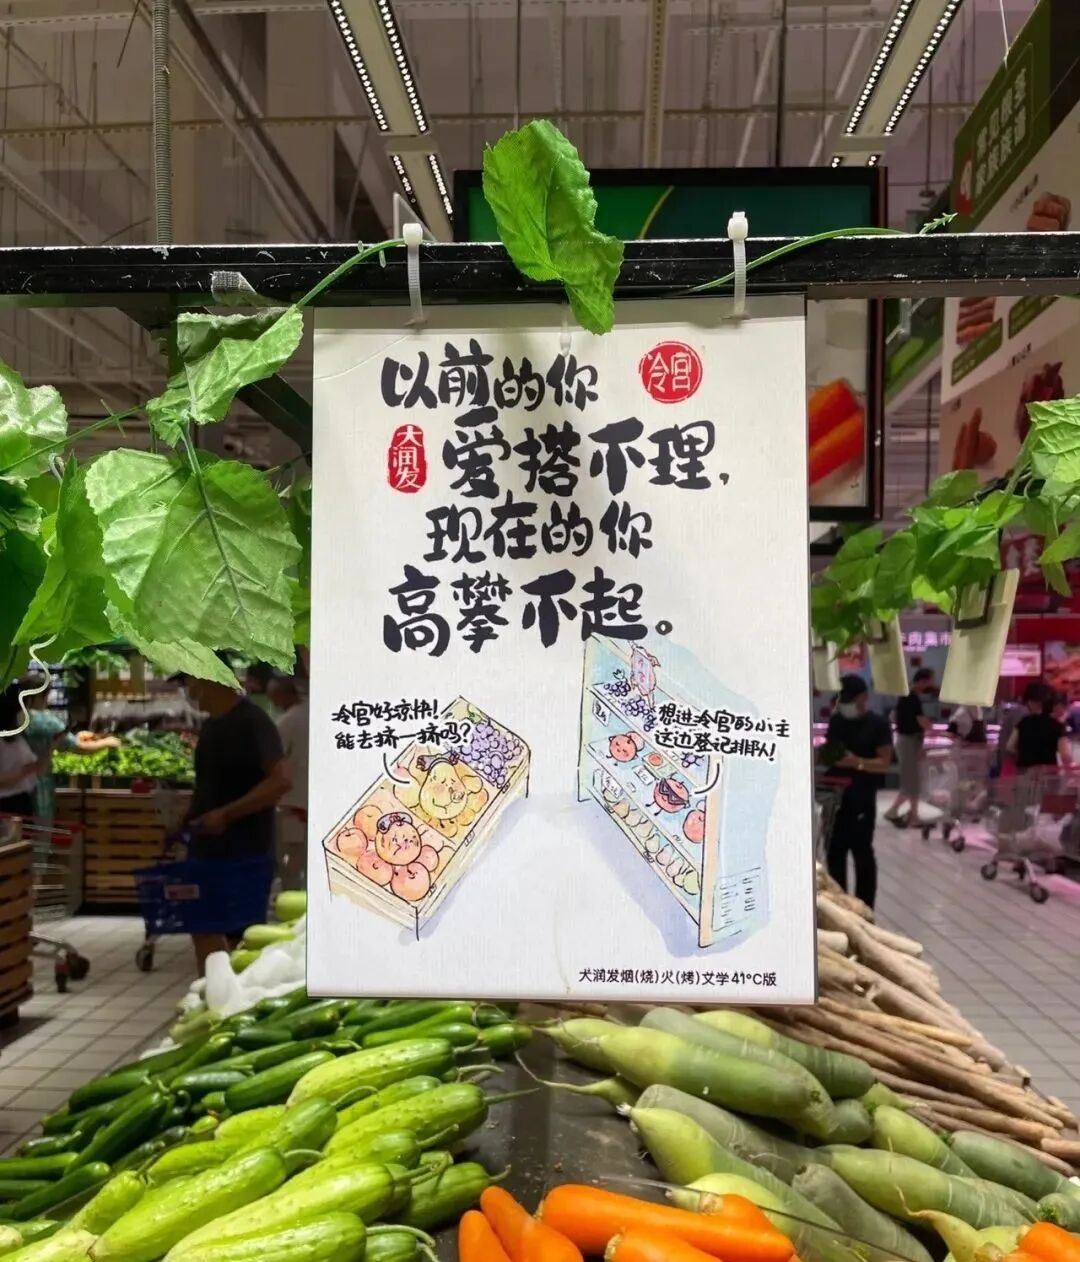 以前的你
冷宫
大润发
爱搭不理，
现在的你
高攀不起。
冷宫好凉快！
能去挤一挤吗？
想进冷宫的小主
这边登记排队！
大润发烟(烧)火(烤)文学41°C版